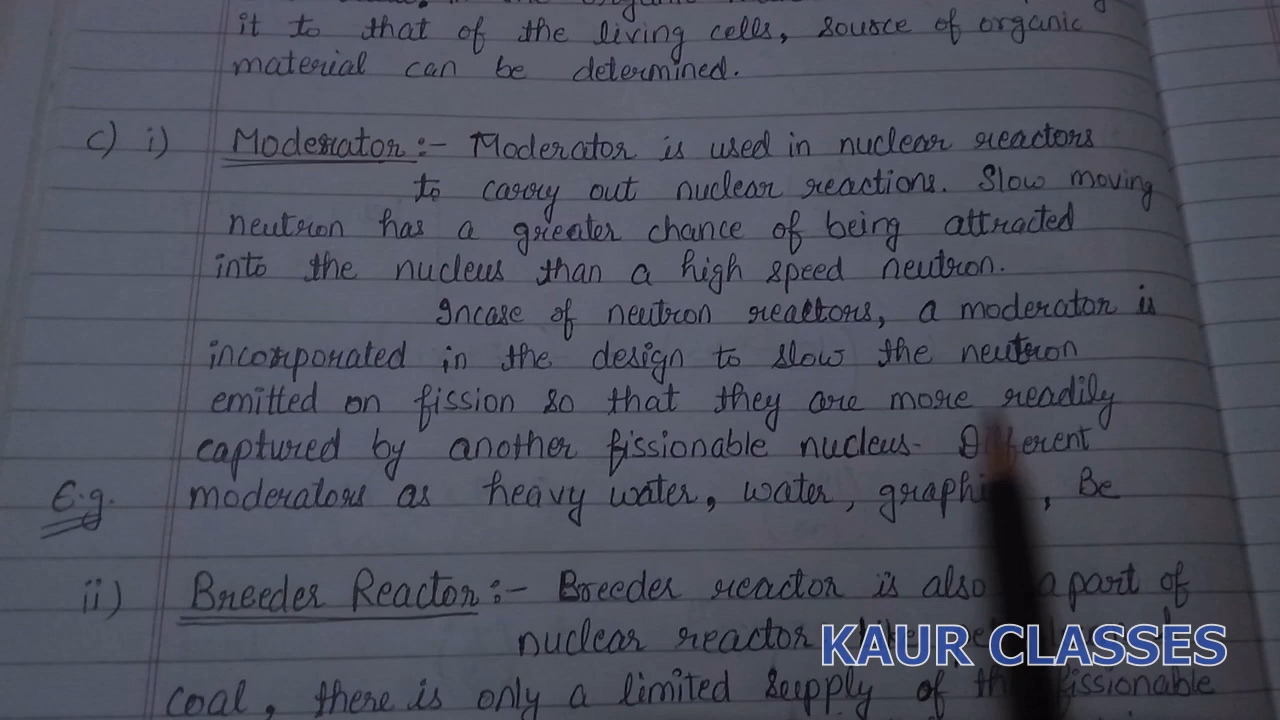 it to that of the living cells, source of organic
material can be determined.
c) i) Moderator :- Moderator is used in nuclear reactors
to carry out nuclear reactions. Slow moving
neutron has a greater chance of being attracted
into the nucleus than a high speed neutron.
Incase of neutron reactors, a moderator is
incorporated in the design to slow the neutron
emitted on fission so that they are more readily
captured by another fissionable nucleus. Different
E.g. moderators as heavy water, water, , Be
ii) Breeder Reactor :- Breeder reactor is also a part of
nuclear reactor
KAUR CLASSES
coal, there is only a limited supply of fissionable